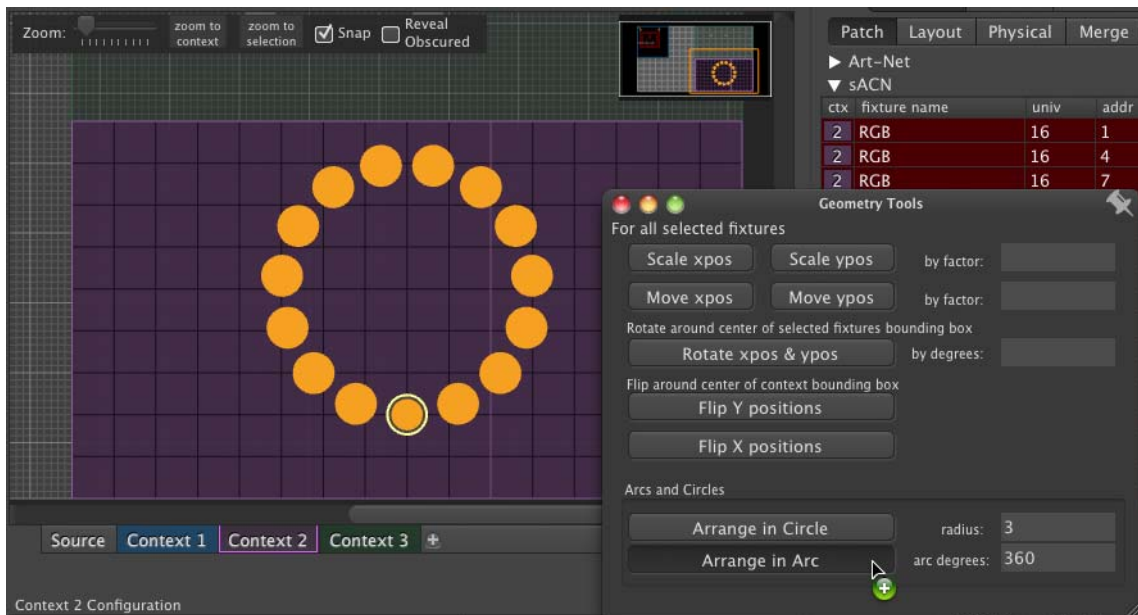 Zoom:
zoom to context
zoom to selection
Snap
Reveal Obscured
Patch Layout Physical Merge
Art-Net
sACN
ctx fixture name univ addr
2 RGB 16 1
2 RGB 16 4
2 RGB 16 7
Geometry Tools
For all selected fixtures
Scale xpos Scale ypos by factor:
Move xpos Move ypos by factor:
Rotate around center of selected fixtures bounding box
Rotate xpos & ypos by degrees:
Flip around center of context bounding box
Flip Y positions
Flip X positions
Arcs and Circles
Arrange in Circle radius: 3
Arrange in Arc arc degrees: 360
Source Context 1 Context 2 Context 3
Context 2 Configuration